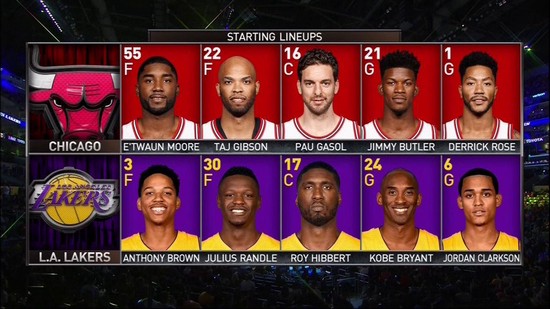 STARTING LINEUPS
55 22 16 21 1
F F C G G
CHICAGO E'TWAUN MOORE TAJ GIBSON PAU GASOL JIMMY BUTLER DERRICK ROSE
3 30 17 24 6
F F C G G
LOS ANGELES
LAKERS
L.A. LAKERS ANTHONY BROWN JULIUS RANDLE ROY HIBBERT KOBE BRYANT JORDAN CLARKSON